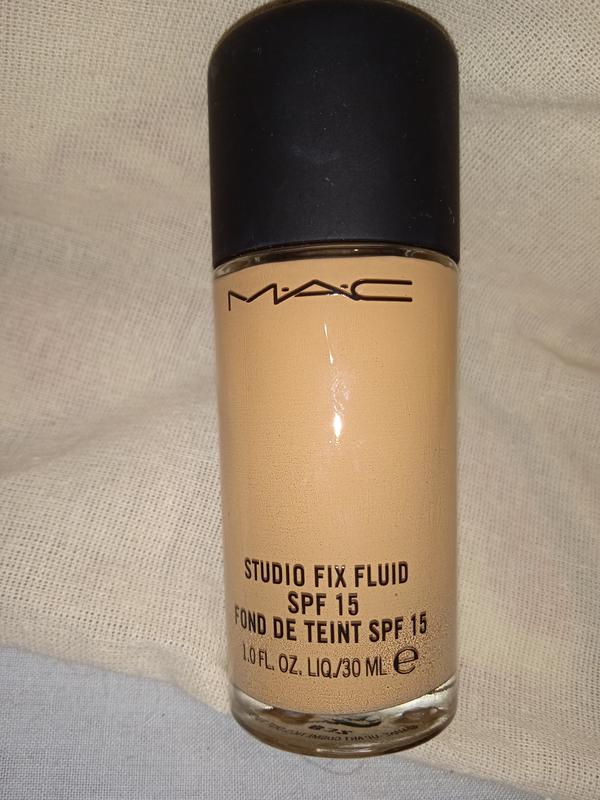 M·A·C
STUDIO FIX FLUID
SPF 15
FOND DE TEINT SPF 15
1.0 FL. OZ. LIQ./30 ML e